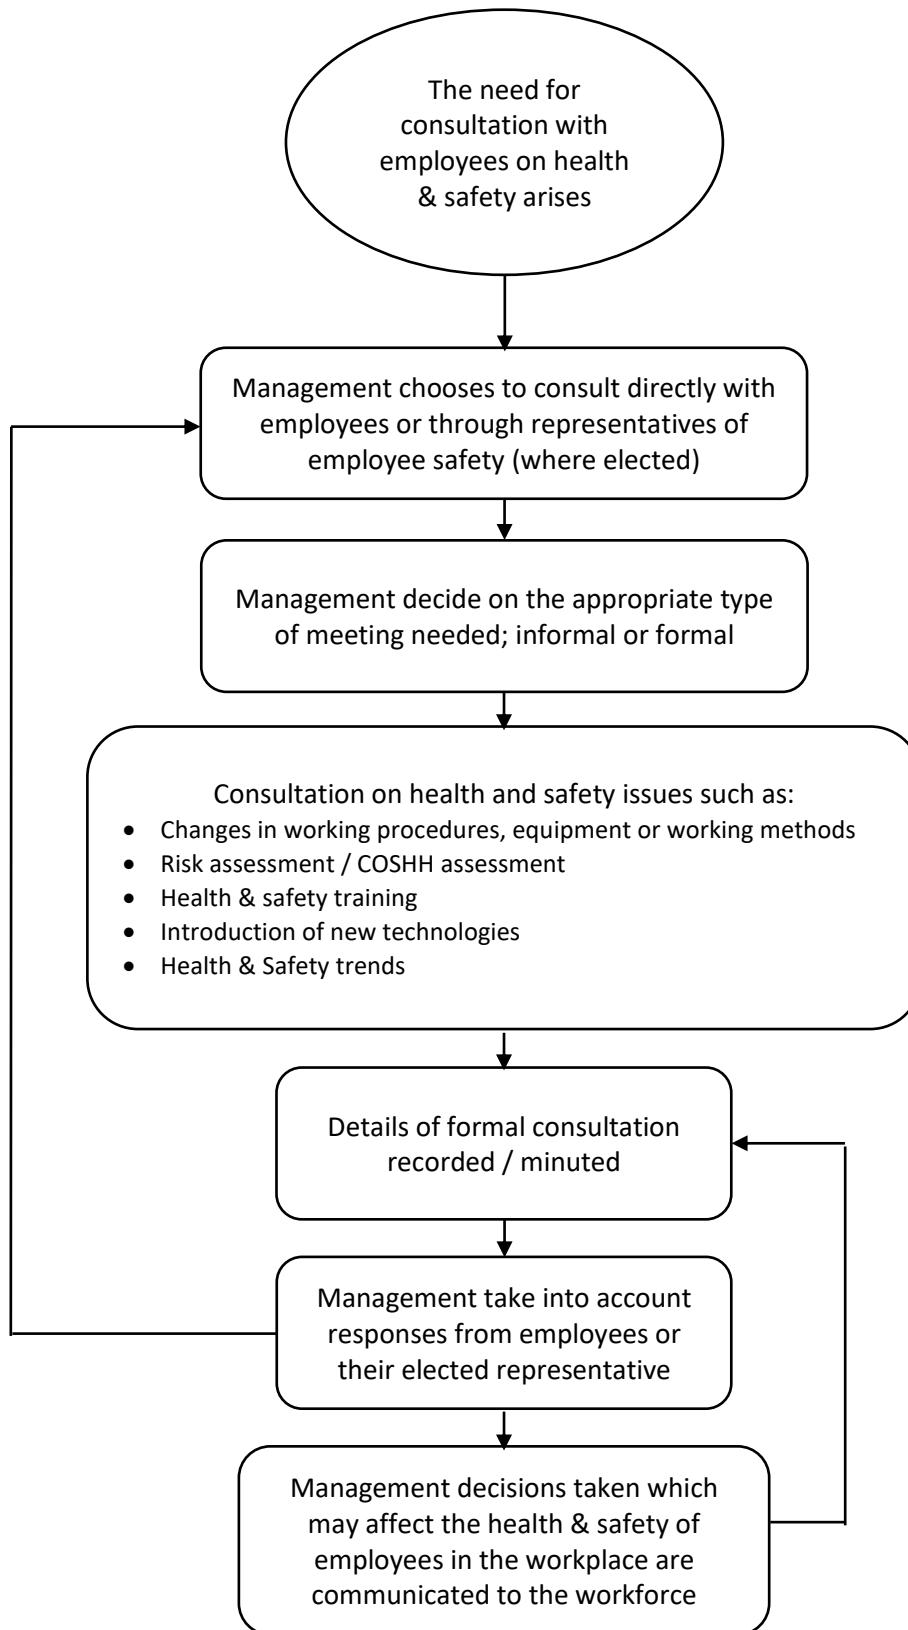 The need for
consultation with
employees on health
& safety arises
Management chooses to consult directly with
employees or through representatives of
employee safety (where elected)
Management decide on the appropriate type
of meeting needed; informal or formal
Consultation on health and safety issues such as:
• Changes in working procedures, equipment or working methods
• Risk assessment / COSHH assessment
• Health & safety training
• Introduction of new technologies
• Health & Safety trends
Details of formal consultation
recorded / minuted
Management take into account
responses from employees or
their elected representative
Management decisions taken which
may affect the health & safety of
employees in the workplace are
communicated to the workforce